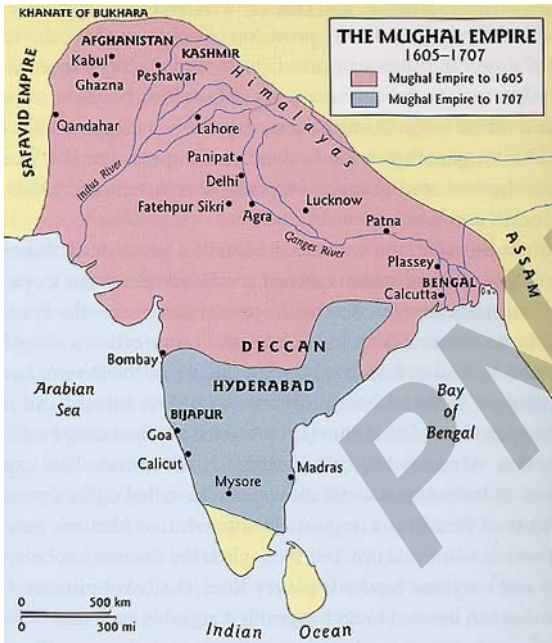 KHANATE OF BUKHARA
THE MUGHAL EMPIRE
1605–1707
Mughal Empire to 1605
Mughal Empire to 1707
AFGHANISTAN
KASHMIR
Kabul
Peshawar
Ghazna
Himalayas
SAFAVID EMPIRE
Qandahar
Lahore
Indus River
Panipat
Delhi
Fatehpur Sikri
Agra
Lucknow
Patna
Ganges River
ASSAM
Plassey
BENGAL
Calcutta
DECCAN
Bombay
HYDERABAD
Arabian
Sea
Bay
of
Bengal
BIJAPUR
Goa
Calicut
Mysore
Madras
0 500 km
0 300 mi
Indian Ocean